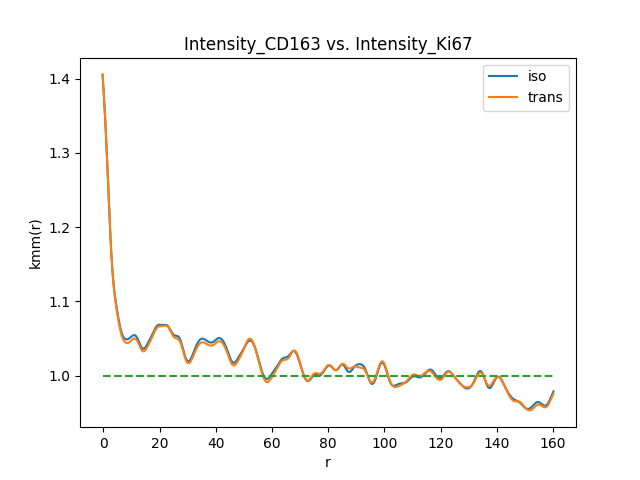 Intensity_CD163 vs. Intensity_Ki67
iso
trans
kmm(r)
1.4
1.3
1.2
1.1
1.0
0 20 40 60 80 100 120 140 160
r